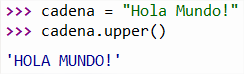 >>> cadena = "Hola Mundo!"
>>> cadena.upper()
'HOLA MUNDO!'